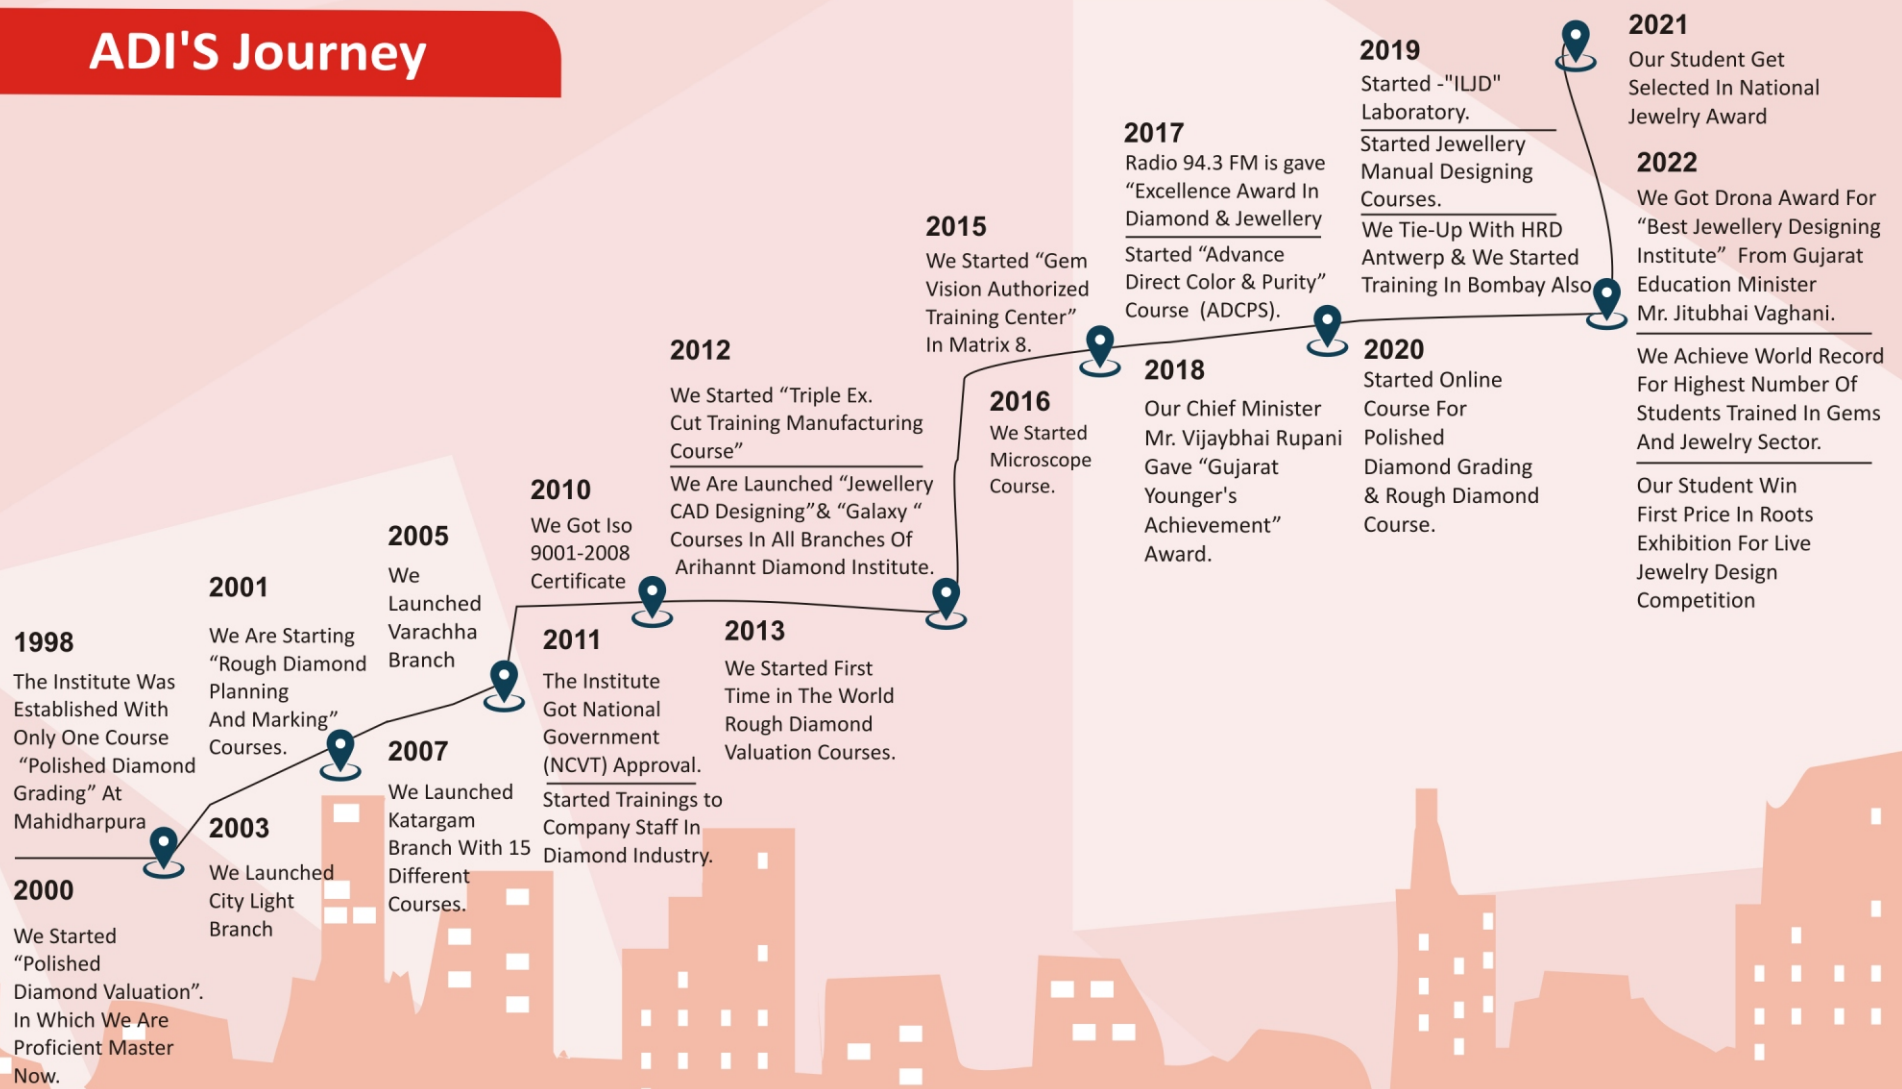 ADI'S Journey
1998
The Institute Was
Established With
Only One Course
“Polished Diamond
Grading” At
Mahidharpura
2000
We Started
“Polished
Diamond Valuation”.
In Which We Are
Proficient Master
Now.
2001
We Are Starting
“Rough Diamond
Planning
And Marking”
Courses.
2003
We Launched
City Light
Branch
2005
We
Launched
Varachha
Branch
2007
We Launched
Katargam
Branch With 15
Different
Courses.
2010
We Got Iso
9001-2008
Certificate
2011
The Institute
Got National
Government
(NCVT) Approval.
Started Trainings to
Company Staff In
Diamond Industry.
2012
We Started “Triple Ex.
Cut Training Manufacturing
Course”
We Are Launched “Jewellery
CAD Designing”& “Galaxy “
Courses In All Branches Of
Arihannt Diamond Institute.
2013
We Started First
Time in The World
Rough Diamond
Valuation Courses.
2015
We Started “Gem
Vision Authorized
Training Center”
In Matrix 8.
2016
We Started
Microscope
Course.
2017
Radio 94.3 FM is gave
“Excellence Award In
Diamond & Jewellery
Started “Advance
Direct Color & Purity”
Course (ADCPS).
2018
Our Chief Minister
Mr. Vijaybhai Rupani
Gave “Gujarat
Younger's
Achievement”
Award.
2019
Started -"ILJD"
Laboratory.
Started Jewellery
Manual Designing
Courses.
We Tie-Up With HRD
Antwerp & We Started
Training In Bombay Also
2020
Started Online
Course For
Polished
Diamond Grading
& Rough Diamond
Course.
2021
Our Student Get
Selected In National
Jewelry Award
2022
We Got Drona Award For
“Best Jewellery Designing
Institute” From Gujarat
Education Minister
Mr. Jitubhai Vaghani.
We Achieve World Record
For Highest Number Of
Students Trained In Gems
And Jewelry Sector.
Our Student Win
First Price In Roots
Exhibition For Live
Jewelry Design
Competition